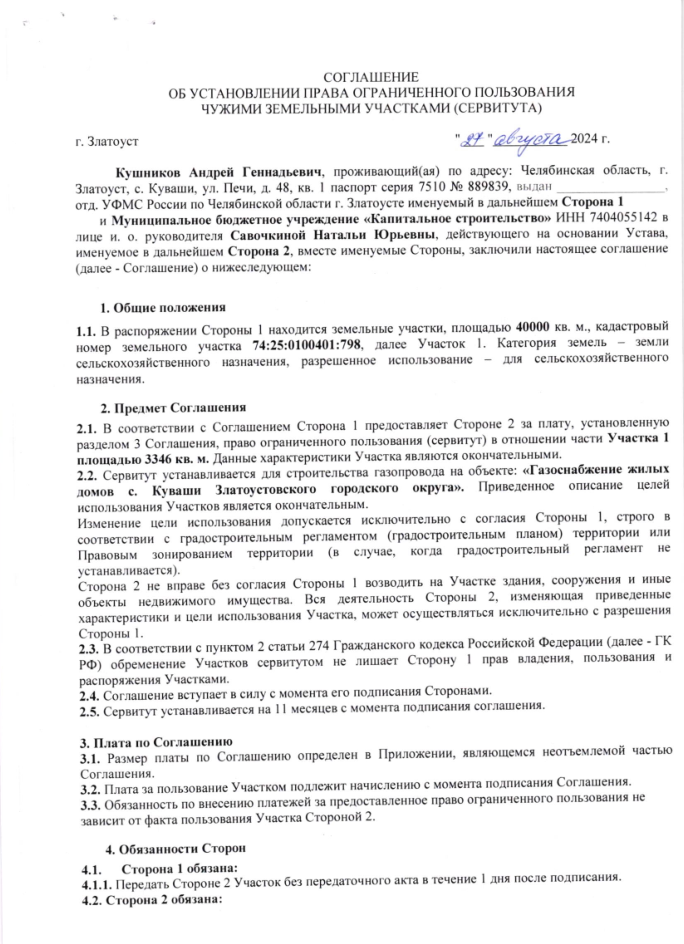 СОГЛАШЕНИЕ
ОБ УСТАНОВЛЕНИИ ПРАВА ОГРАНИЧЕННОГО ПОЛЬЗОВАНИЯ
ЧУЖИМИ ЗЕМЕЛЬНЫМИ УЧАСТКАМИ (СЕРВИТУТА)
г. Златоуст " 27 " августа 2024 г.
Кушников Андрей Геннадьевич, проживающий(ая) по адресу: Челябинская область, г.
Златоуст, с. Куваши, ул. Печи, д. 48, кв. 1 паспорт серия 7510 № 889839, выдан ________________,
отд. УФМС России по Челябинской области г. Златоусте именуемый в дальнейшем Сторона 1
и Муниципальное бюджетное учреждение «Капитальное строительство» ИНН 7404055142 в
лице и. о. руководителя Савочкиной Натальи Юрьевны, действующего на основании Устава,
именуемое в дальнейшем Сторона 2, вместе именуемые Стороны, заключили настоящее соглашение
(далее - Соглашение) о нижеследующем:
1. Общие положения
1.1. В распоряжении Стороны 1 находится земельные участки, площадью 40000 кв. м., кадастровый
номер земельного участка 74:25:0100401:798, далее Участок 1. Категория земель – земли
сельскохозяйственного назначения, разрешенное использование – для сельскохозяйственного
назначения.
2. Предмет Соглашения
2.1. В соответствии с Соглашением Сторона 1 предоставляет Стороне 2 за плату, установленную
разделом 3 Соглашения, право ограниченного пользования (сервитут) в отношении части Участка 1
площадью 3346 кв. м. Данные характеристики Участка являются окончательными.
2.2. Сервитут устанавливается для строительства газопровода на объекте: «Газоснабжение жилых
домов с. Куваши Златоустовского городского округа». Приведенное описание целей
использования Участков является окончательным.
Изменение цели использования допускается исключительно с согласия Стороны 1, строго в
соответствии с градостроительным регламентом (градостроительным планом) территории или
Правовым зонированием территории (в случае, когда градостроительный регламент не
устанавливается).
Сторона 2 не вправе без согласия Стороны 1 возводить на Участке здания, сооружения и иные
объекты недвижимого имущества. Вся деятельность Стороны 2, изменяющая приведенные
характеристики и цели использования Участка, может осуществляться исключительно с разрешения
Стороны 1.
2.3. В соответствии с пунктом 2 статьи 274 Гражданского кодекса Российской Федерации (далее - ГК
РФ) обременение Участков сервитутом не лишает Сторону 1 прав владения, пользования и
распоряжения Участками.
2.4. Соглашение вступает в силу с момента его подписания Сторонами.
2.5. Сервитут устанавливается на 11 месяцев с момента подписания соглашения.
3. Плата по Соглашению
3.1. Размер платы по Соглашению определен в Приложении, являющемся неотъемлемой частью
Соглашения.
3.2. Плата за пользование Участком подлежит начислению с момента подписания Соглашения.
3.3. Обязанность по внесению платежей за предоставленное право ограниченного пользования не
зависит от факта пользования Участка Стороной 2.
4. Обязанности Сторон
4.1. Сторона 1 обязана:
4.1.1. Передать Стороне 2 Участок без передаточного акта в течение 1 дня после подписания.
4.2. Сторона 2 обязана: